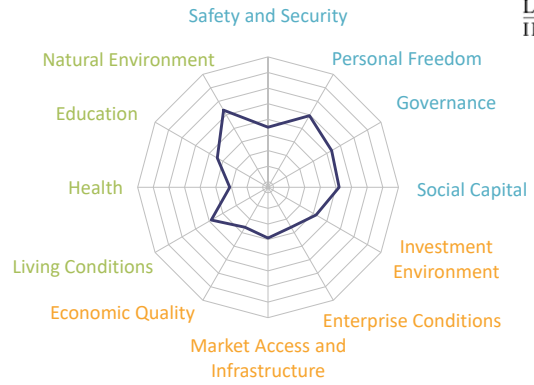 Safety and Security
Natural Environment
Personal Freedom
Education
Governance
Health
Social Capital
Investment
Environment
Living Conditions
Economic Quality
Enterprise Conditions
Market Access and
Infrastructure